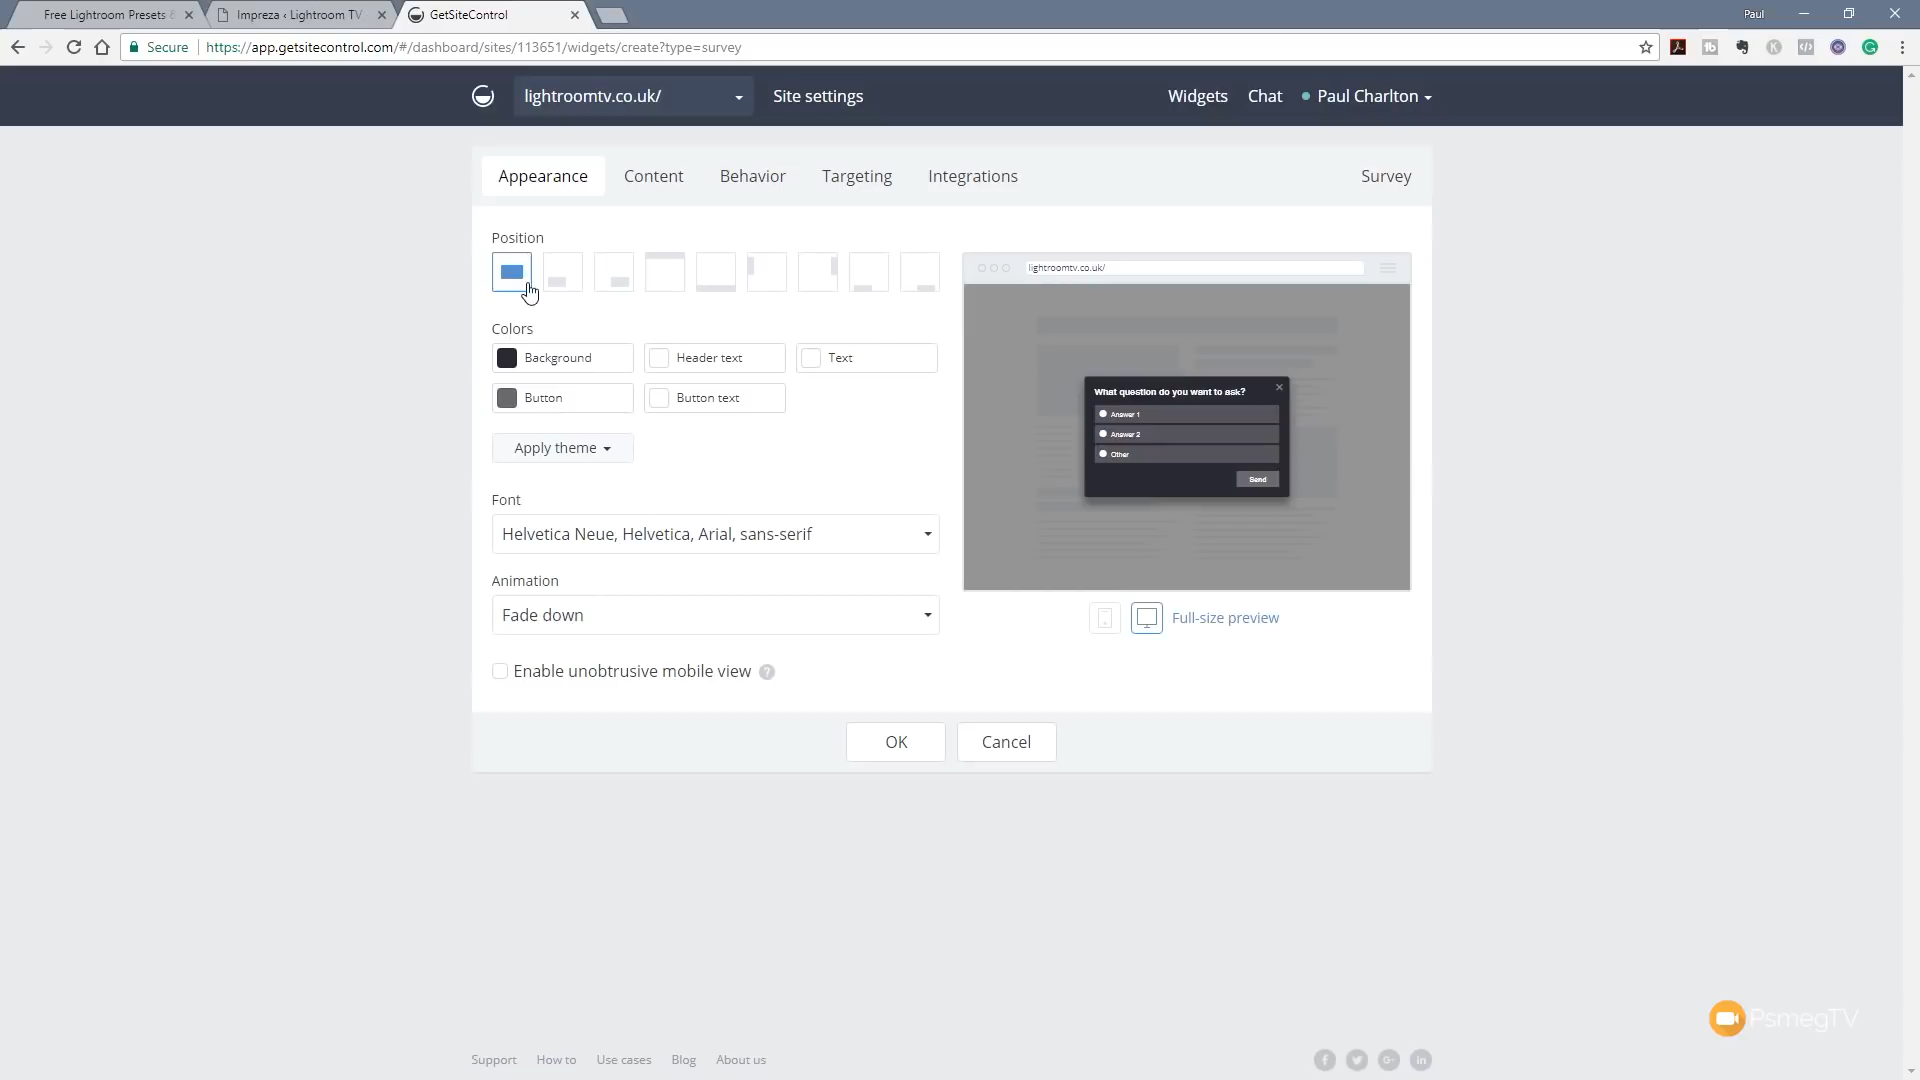 Free Lightroom Presets &
Impreza ‹ Lightroom TV
GetSiteControl
Paul
Secure
https://app.getsitecontrol.com/#/dashboard/sites/113651/widgets/create?type=survey
lightroomtv.co.uk/
Site settings
Widgets
Chat
Paul Charlton
Appearance
Content
Behavior
Targeting
Integrations
Survey
Position
Colors
Background
Header text
Text
Button
Button text
Apply theme
Font
Helvetica Neue, Helvetica, Arial, sans-serif
Animation
Fade down
Enable unobtrusive mobile view ?
lightroomtv.co.uk/
What question do you want to ask?
Answer 1
Answer 2
Other
Send
Full-size preview
OK
Cancel
Support
How to
Use cases
Blog
About us
PsmegTV